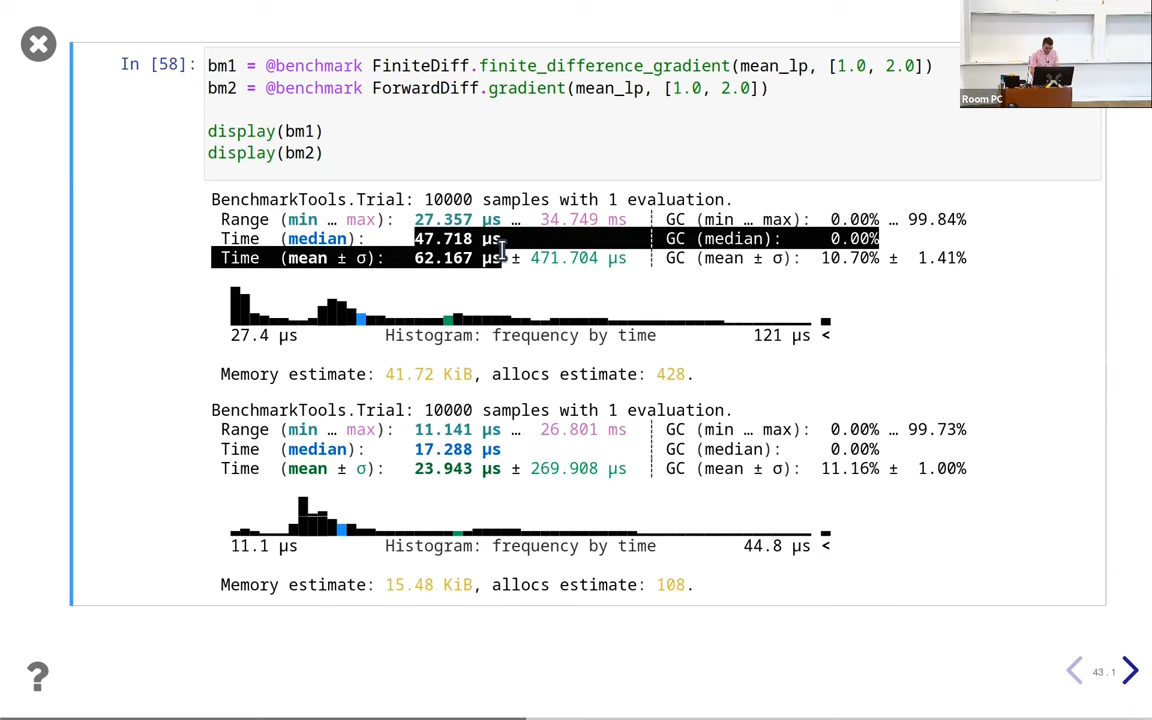 In [58]:
bm1 = @benchmark FiniteDiff.finite_difference_gradient(mean_lp, [1.0, 2.0])
bm2 = @benchmark ForwardDiff.gradient(mean_lp, [1.0, 2.0])
display(bm1)
display(bm2)
Room PC
BenchmarkTools.Trial: 10000 samples with 1 evaluation.
Range (min … max): 27.357 μs … 34.749 ms ┊ GC (min … max): 0.00% … 99.84%
Time (median): 47.718 μs ┊ GC (median): 0.00%
Time (mean ± σ): 62.167 μs ± 471.704 μs ┊ GC (mean ± σ): 10.70% ± 1.41%
27.4 μs Histogram: frequency by time 121 μs <
Memory estimate: 41.72 KiB, allocs estimate: 428.
BenchmarkTools.Trial: 10000 samples with 1 evaluation.
Range (min … max): 11.141 μs … 26.801 ms ┊ GC (min … max): 0.00% … 99.73%
Time (median): 17.288 μs ┊ GC (median): 0.00%
Time (mean ± σ): 23.943 μs ± 269.908 μs ┊ GC (mean ± σ): 11.16% ± 1.00%
11.1 μs Histogram: frequency by time 44.8 μs <
Memory estimate: 15.48 KiB, allocs estimate: 108.
?
43.1